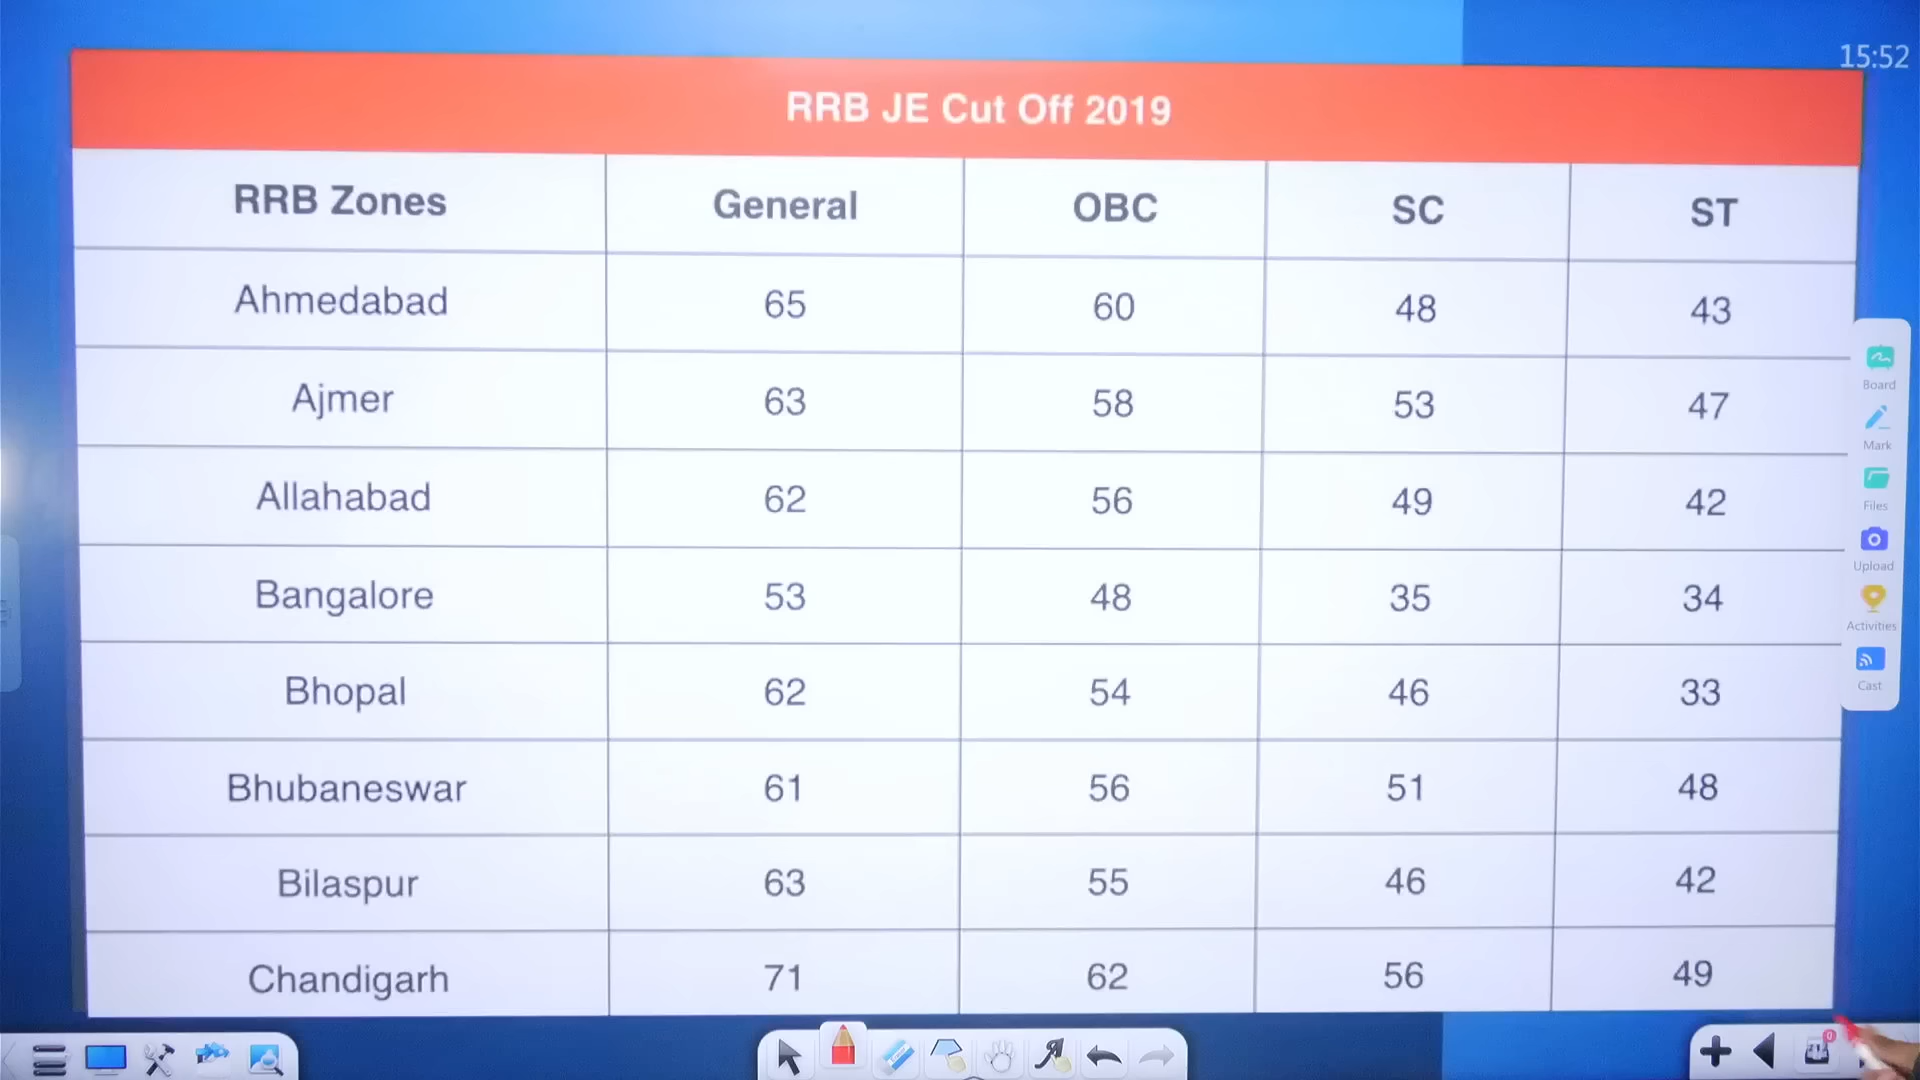 15:52
RRB JE Cut Off 2019
RRB Zones General OBC SC ST
Ahmedabad 65 60 48 43
Ajmer 63 58 53 47
Allahabad 62 56 49 42
Bangalore 53 48 35 34
Bhopal 62 54 46 33
Bhubaneswar 61 56 51 48
Bilaspur 63 55 46 42
Chandigarh 71 62 56 49
Board
Mark
Files
Upload
Activities
Cast